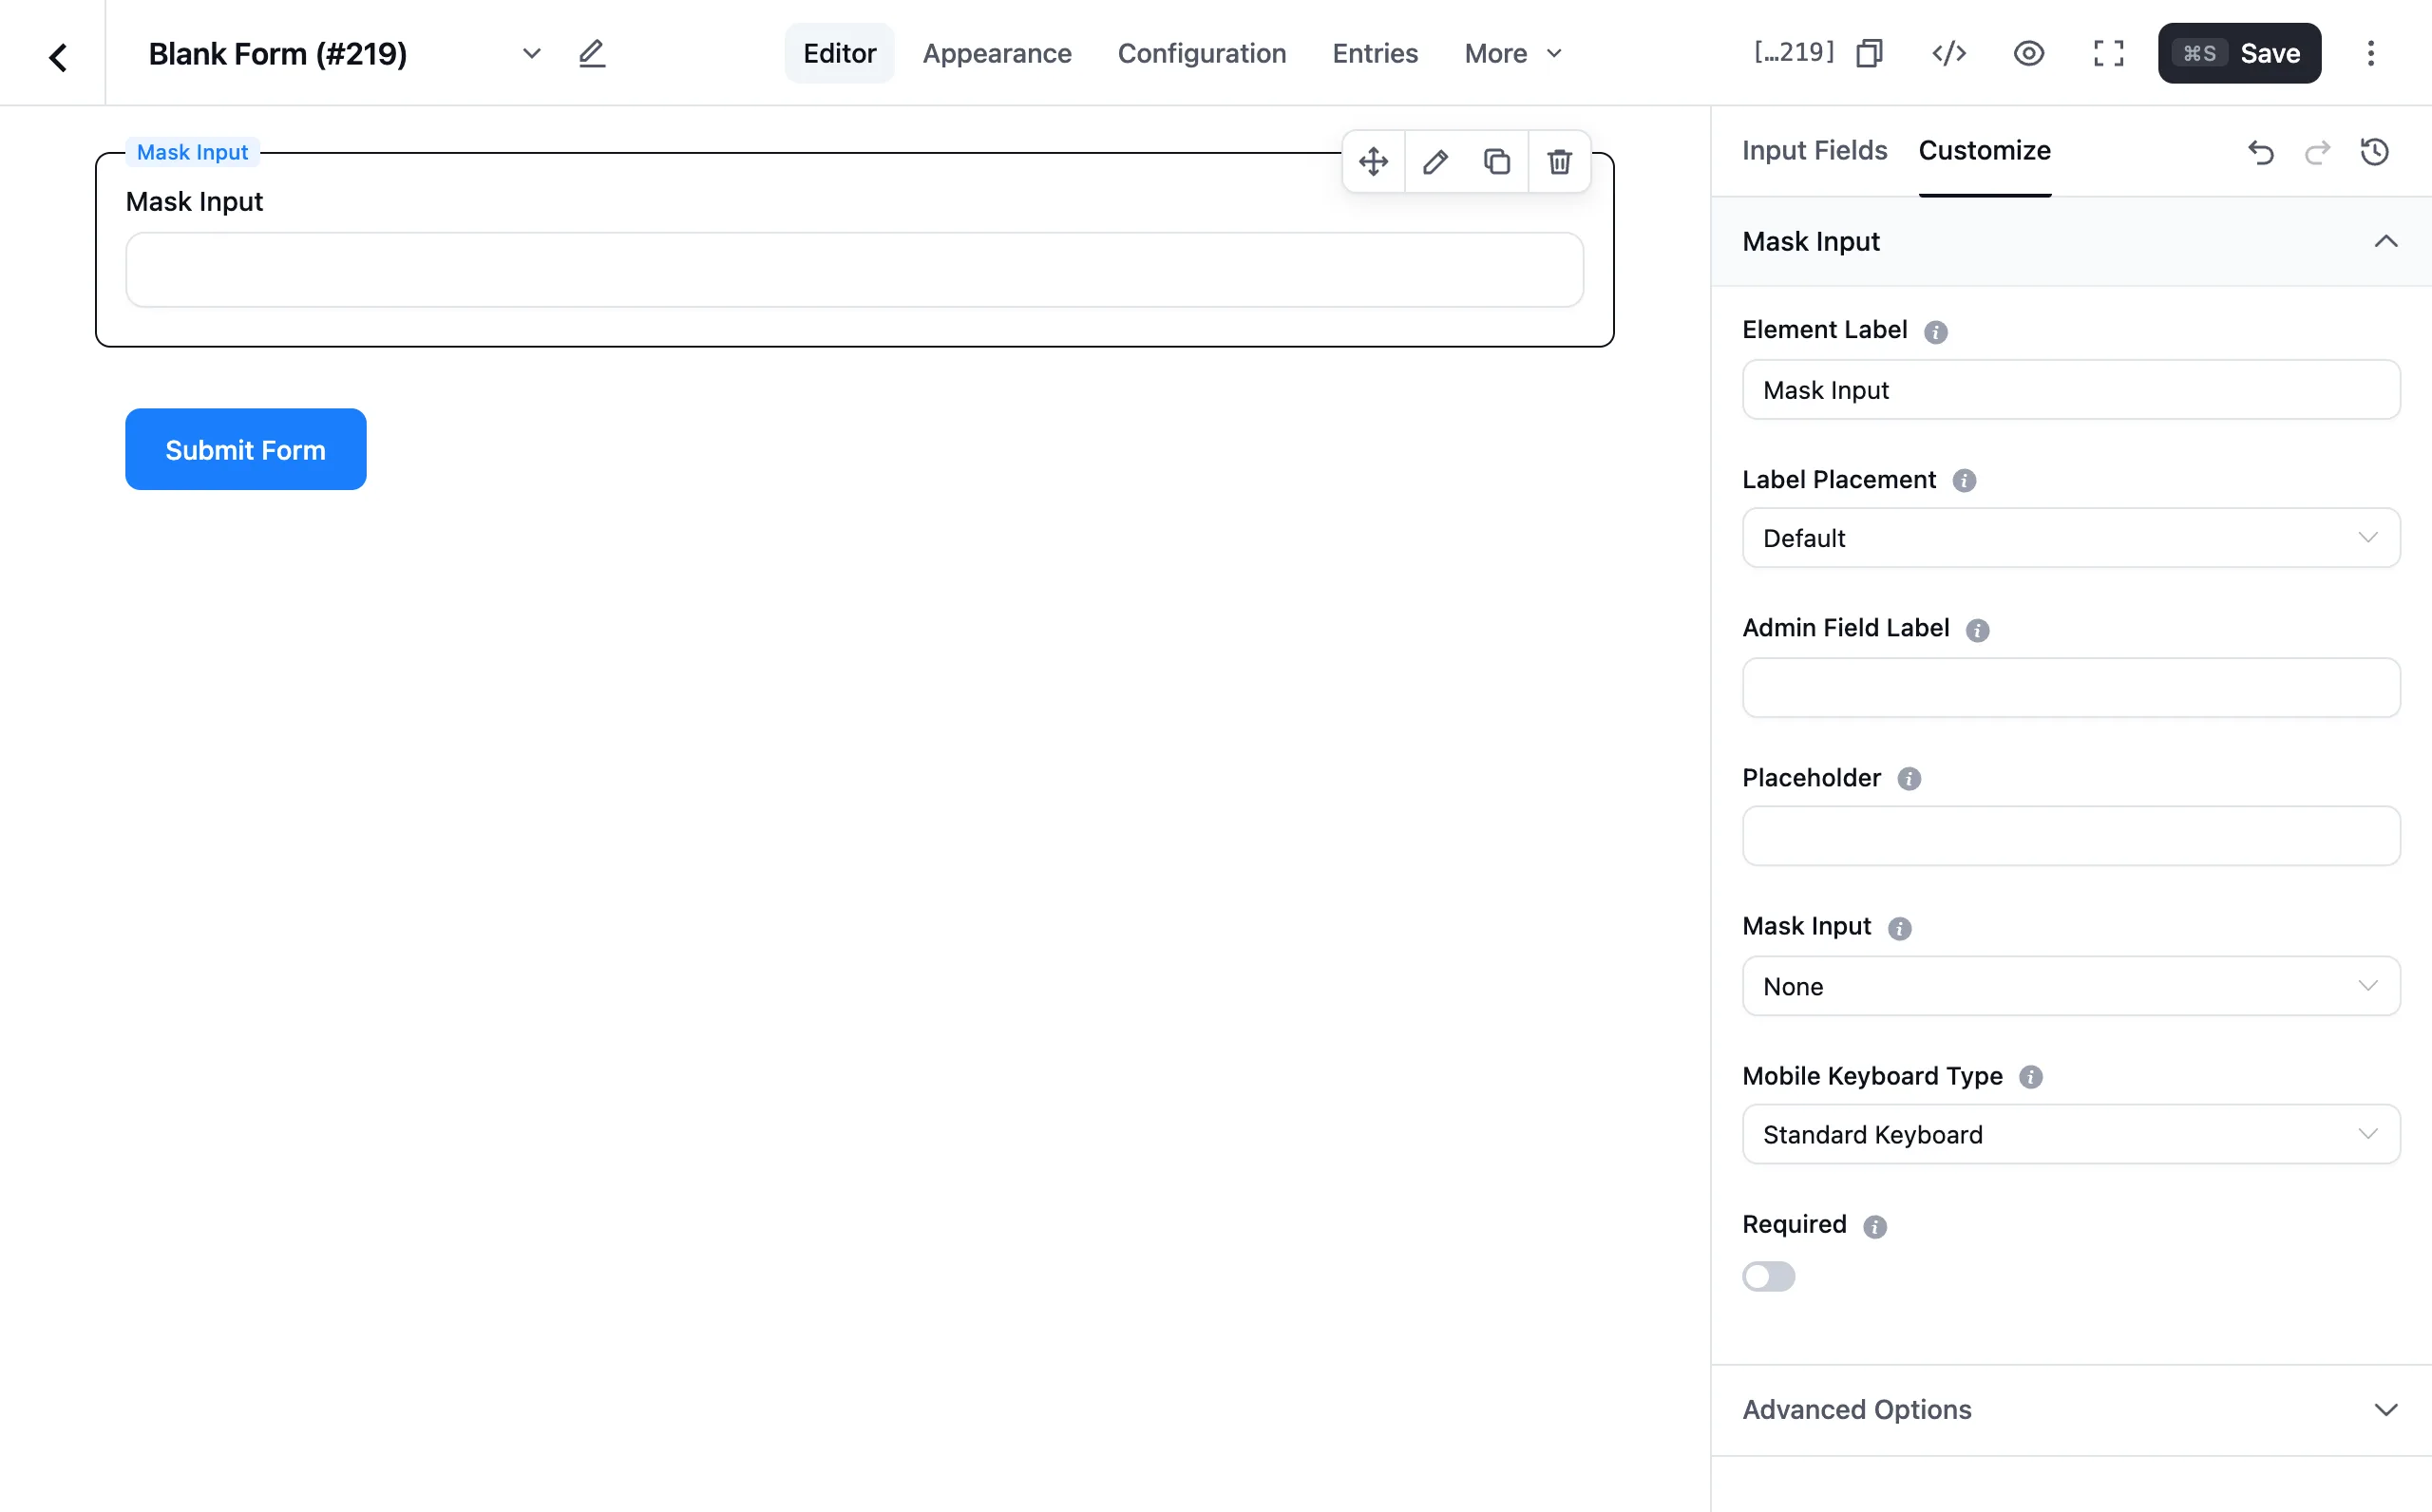 Blank Form (#219)
Editor
Appearance
Configuration
Entries
More
[…219]
⌘S Save
Mask Input
Mask Input
Submit Form
Input Fields
Customize
Mask Input
Element Label
Mask Input
Label Placement
Default
Admin Field Label
Placeholder
Mask Input
None
Mobile Keyboard Type
Standard Keyboard
Required
Advanced Options